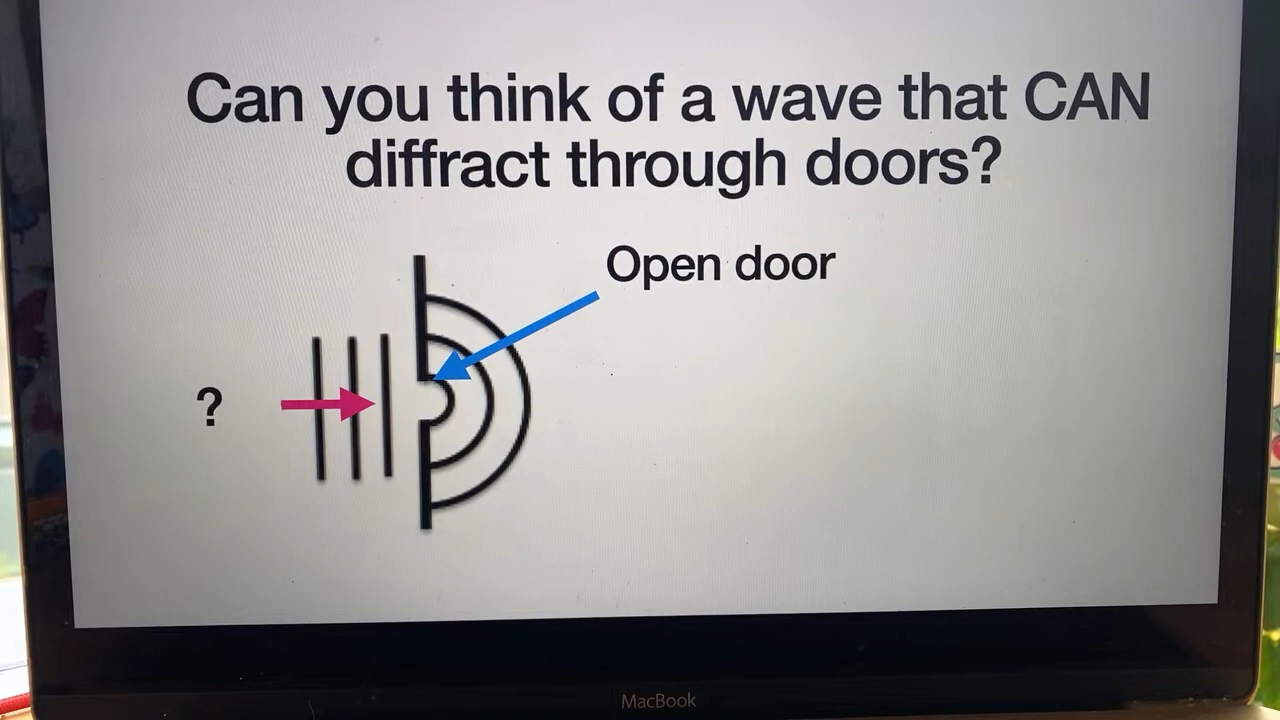 Can you think of a wave that CAN
diffract through doors?
Open door
?
MacBook